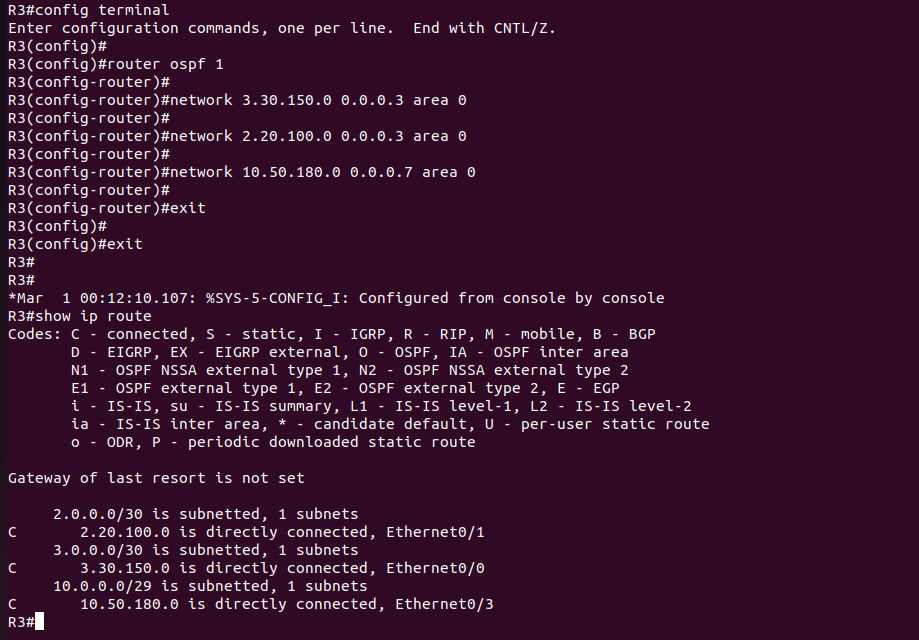 R3#config terminal
Enter configuration commands, one per line.  End with CNTL/Z.
R3(config)#
R3(config)#router ospf 1
R3(config-router)#
R3(config-router)#network 3.30.150.0 0.0.0.3 area 0
R3(config-router)#
R3(config-router)#network 2.20.100.0 0.0.0.3 area 0
R3(config-router)#
R3(config-router)#network 10.50.180.0 0.0.0.7 area 0
R3(config-router)#
R3(config-router)#exit
R3(config)#
R3(config)#exit
R3#
R3#
*Mar  1 00:12:10.107: %SYS-5-CONFIG_I: Configured from console by console
R3#show ip route
Codes: C - connected, S - static, I - IGRP, R - RIP, M - mobile, B - BGP
       D - EIGRP, EX - EIGRP external, O - OSPF, IA - OSPF inter area
       N1 - OSPF NSSA external type 1, N2 - OSPF NSSA external type 2
       E1 - OSPF external type 1, E2 - OSPF external type 2, E - EGP
       i - IS-IS, su - IS-IS summary, L1 - IS-IS level-1, L2 - IS-IS level-2
       ia - IS-IS inter area, * - candidate default, U - per-user static route
       o - ODR, P - periodic downloaded static route

Gateway of last resort is not set

     2.0.0.0/30 is subnetted, 1 subnets
C       2.20.100.0 is directly connected, Ethernet0/1
     3.0.0.0/30 is subnetted, 1 subnets
C       3.30.150.0 is directly connected, Ethernet0/0
     10.0.0.0/29 is subnetted, 1 subnets
C       10.50.180.0 is directly connected, Ethernet0/3
R3#